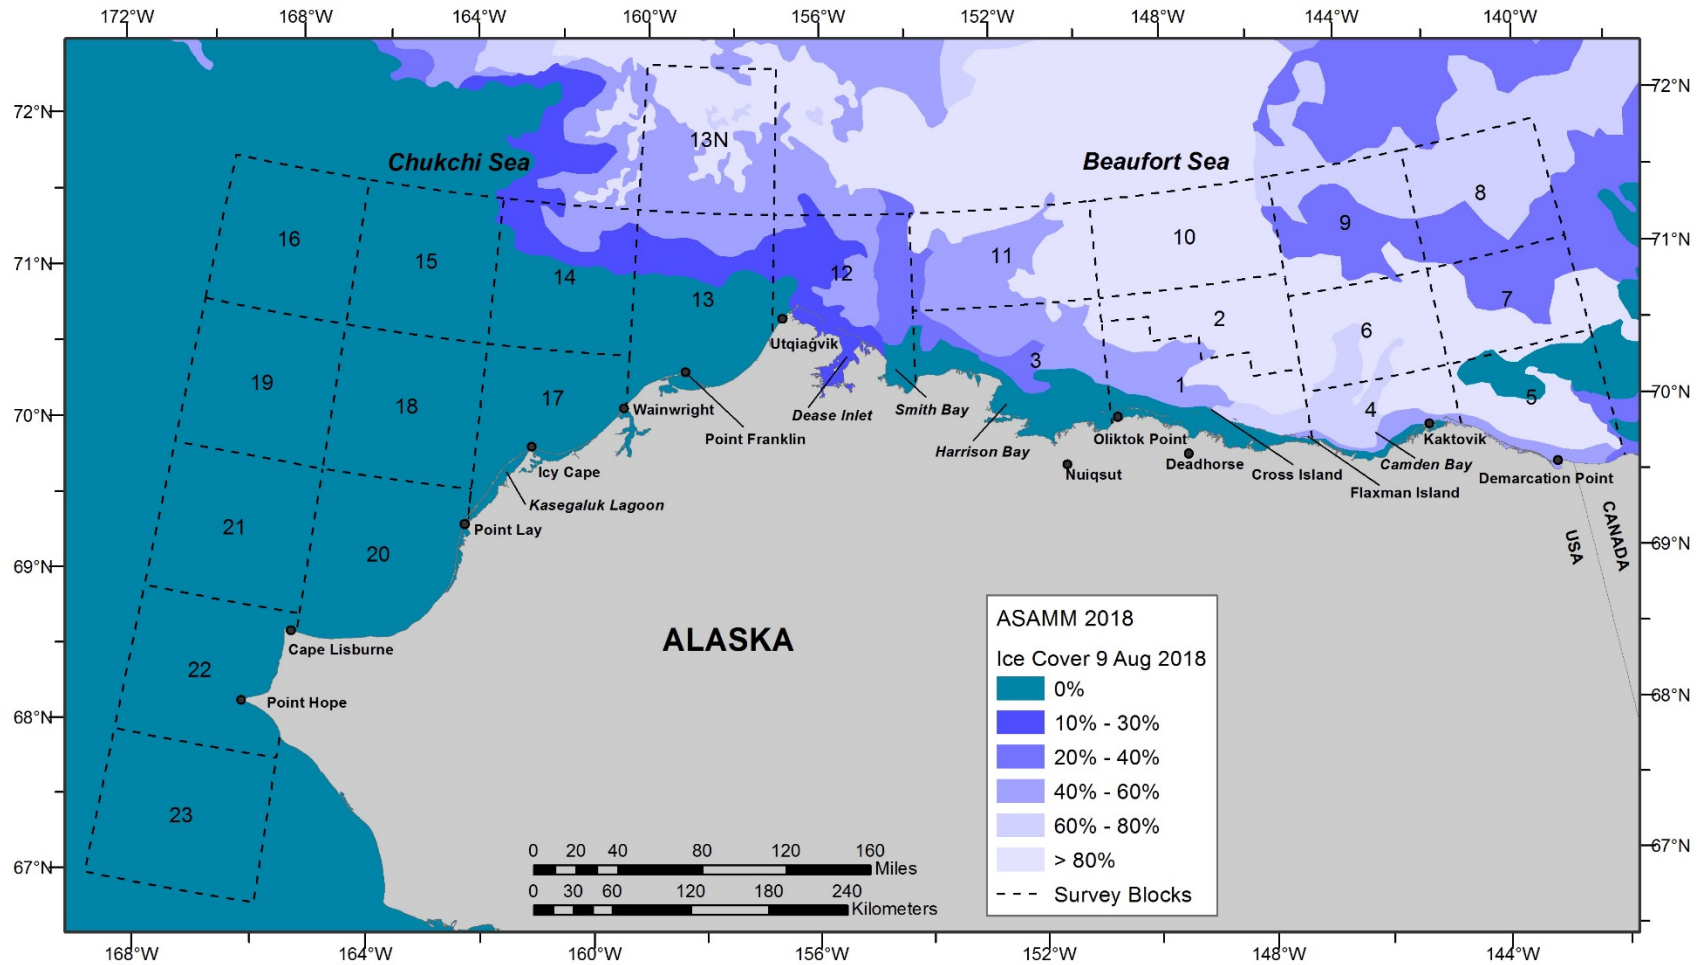 172°W 168°W 164°W 160°W 156°W 152°W 148°W 144°W 140°W
72°N 72°N
13N
Chukchi Sea Beaufort Sea
8
9
16 15 10 71°N
71°N 14 12 11
13 7
2 6
Utqiaġvik
19 18 17 3 1 4 5 70°N
70°N Wainwright Dease Inlet Smith Bay
Point Franklin Harrison Bay Oliktok Point Kaktovik
Icy Cape Nuiqsut Deadhorse Cross Island Camden Bay
Flaxman Island Demarcation Point
Kasegaluk Lagoon
21 20 Point Lay
USA CANADA
69°N 69°N
Cape Lisburne
22
Point Hope
ALASKA
68°N 68°N
23
67°N 67°N
ASAMM 2018
Ice Cover 9 Aug 2018
0%
10% - 30%
20% - 40%
40% - 60%
60% - 80%
> 80%
Survey Blocks
0 20 40 80 120 160
Miles
0 30 60 120 180 240
Kilometers
168°W 164°W 160°W 156°W 152°W 148°W 144°W